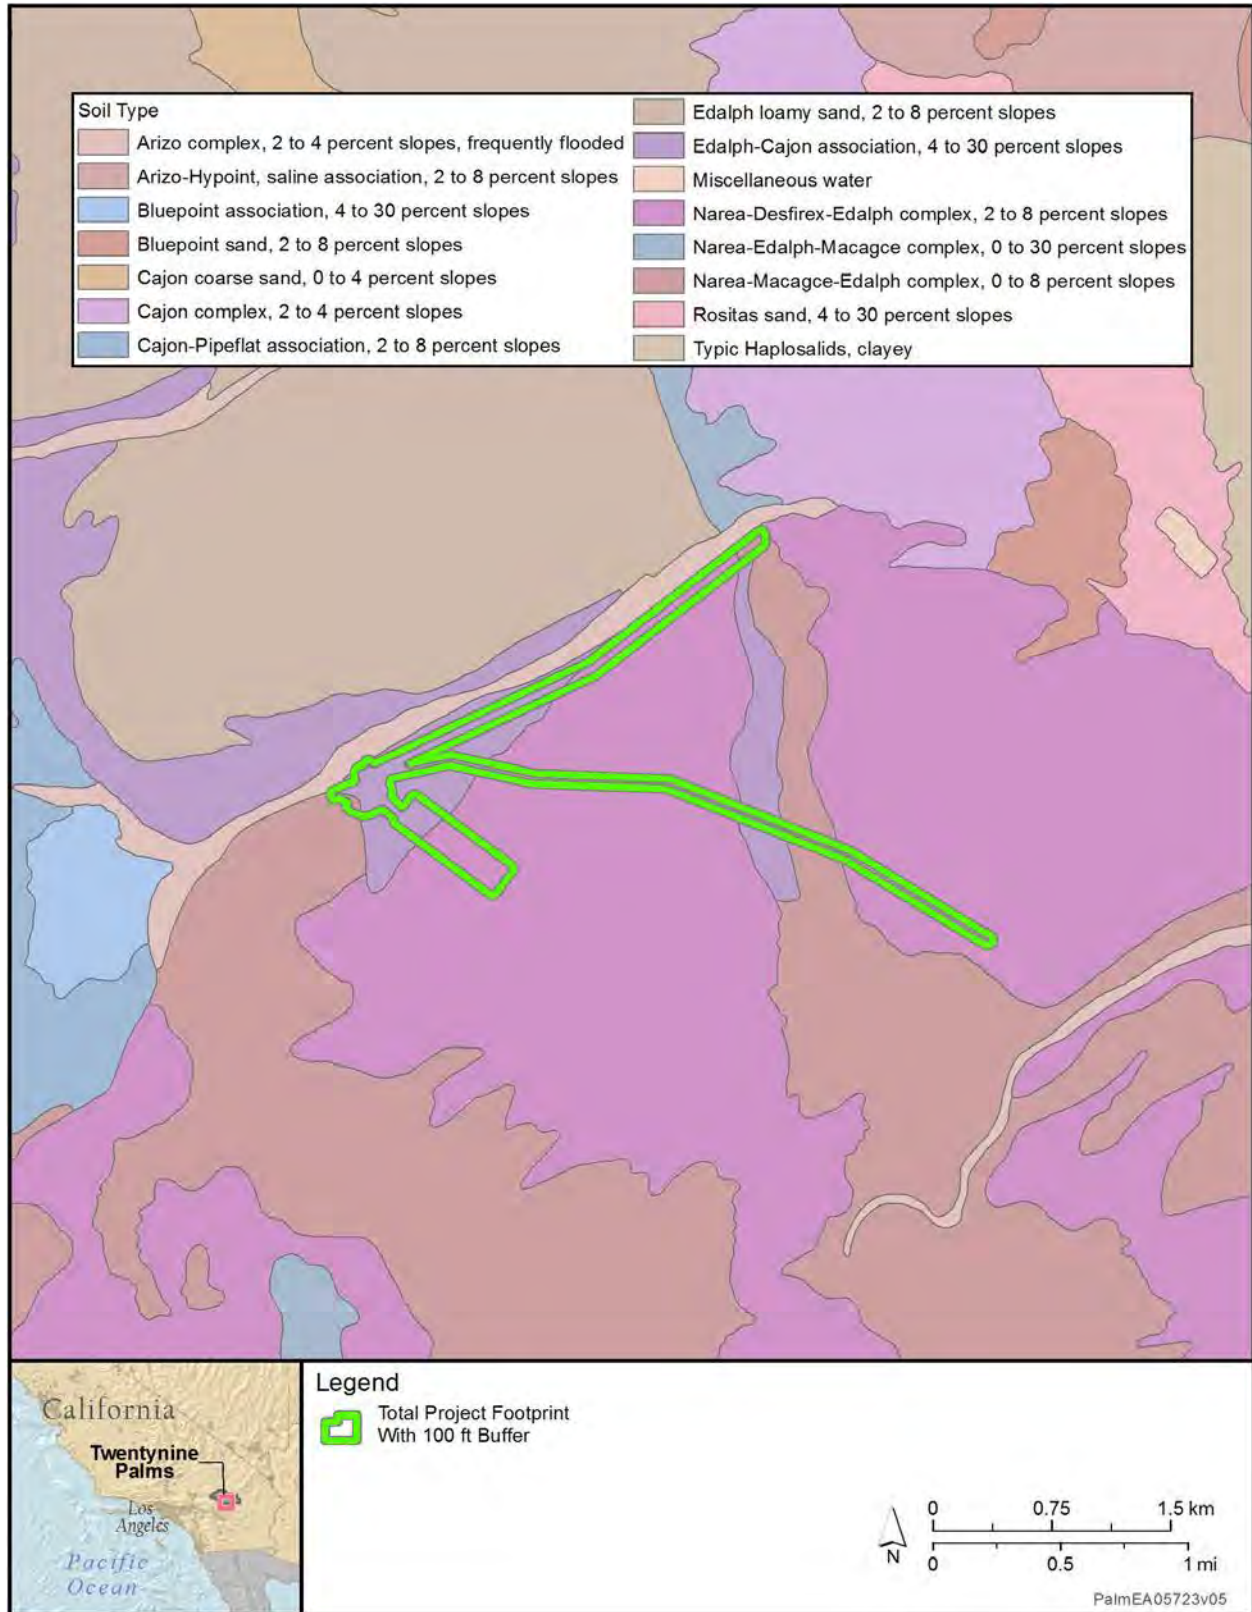 Soil Type
Arizo complex, 2 to 4 percent slopes, frequently flooded
Arizo-Hypoint, saline association, 2 to 8 percent slopes
Bluepoint association, 4 to 30 percent slopes
Bluepoint sand, 2 to 8 percent slopes
Cajon coarse sand, 0 to 4 percent slopes
Cajon complex, 2 to 4 percent slopes
Cajon-Pipeflat association, 2 to 8 percent slopes
Edalph loamy sand, 2 to 8 percent slopes
Edalph-Cajon association, 4 to 30 percent slopes
Miscellaneous water
Narea-Desfirex-Edalph complex, 2 to 8 percent slopes
Narea-Edalph-Macagce complex, 0 to 30 percent slopes
Narea-Macagce-Edalph complex, 0 to 8 percent slopes
Rositas sand, 4 to 30 percent slopes
Typic Haplosalids, clayey
California
Twentynine
Palms
Los
Angeles
Pacific
Ocean
Legend
Total Project Footprint
With 100 ft Buffer
N
0 0.75 1.5 km
0 0.5 1 mi
PalmEA05723v05